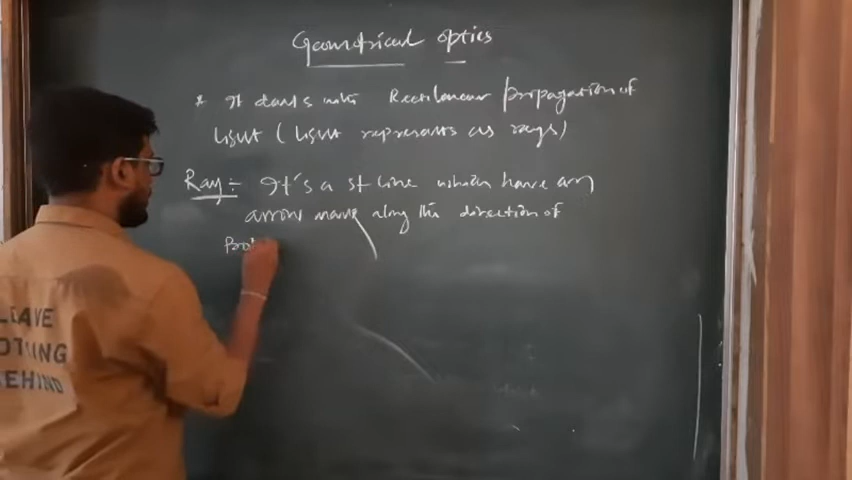 Geometrical optics
* It deals with Rectilinear propagation of
light (light represents as rays)
Ray :- It's a st line which have an
arrow mark along the direction of
Pro
LEAVE
NOTHING
BEHIND